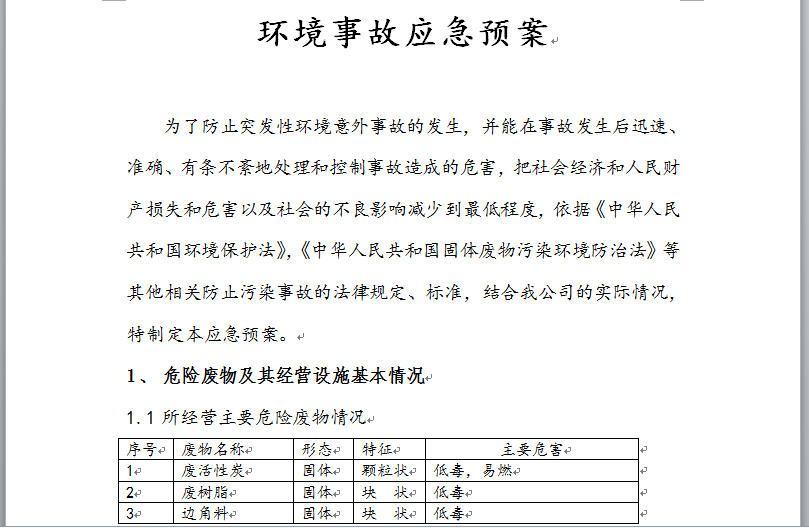 环境事故应急预案
为了防止突发性环境意外事故的发生，并能在事故发生后迅速、
准确、有条不紊地处理和控制事故造成的危害，把社会经济和人民财
产损失和危害以及社会的不良影响减少到最低程度，依据《中华人民
共和国环境保护法》，《中华人民共和国固体废物污染环境防治法》等
其他相关防止污染事故的法律规定、标准，结合我公司的实际情况，
特制定本应急预案。
1、 危险废物及其经营设施基本情况
1.1 所经营主要危险废物情况
序号 废物名称 形态 特征 主要危害
1 废活性炭 固体 颗粒状 低毒，易燃
2 废树脂 固体 块 状 低毒
3 边角料 固体 块 状 低毒